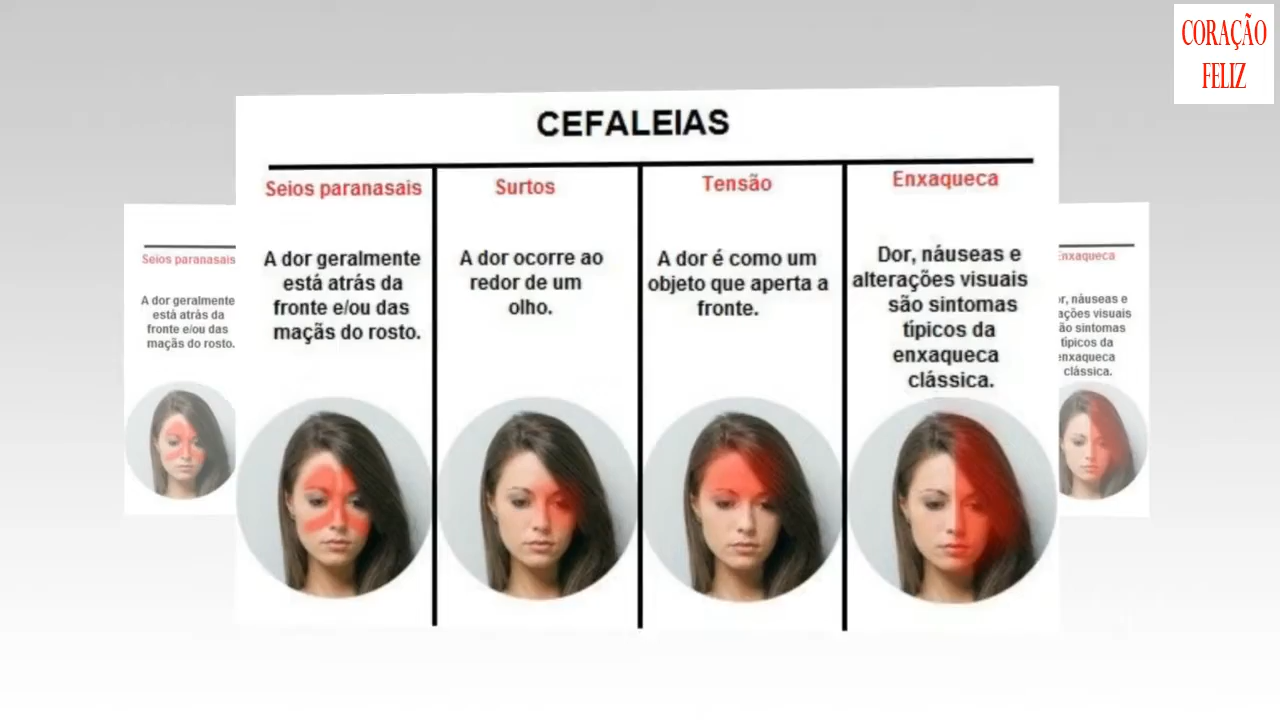 CORAÇÃO
FELIZ
CEFALEIAS
Seios paranasais
A dor geralmente
está atrás da
fronte e/ou das
maçãs do rosto.
Surtos
A dor ocorre ao
redor de um
olho.
Tensão
A dor é como um
objeto que aperta a
fronte.
Enxaqueca
Dor, náuseas e
alterações visuais
são sintomas
típicos da
enxaqueca
clássica.
Seios paranasais
A dor geralmente
está atrás da
fronte e/ou das
maçãs do rosto.
Enxaqueca
or, náuseas e
ações visuais
ão sintomas
típicos da
enxaqueca
clássica.